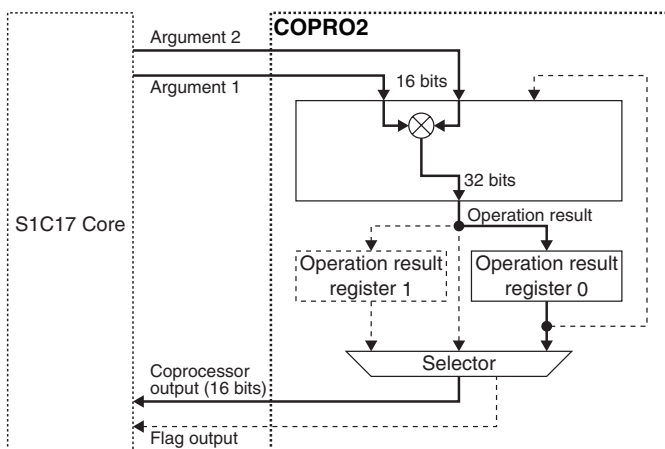 COPRO2
Argument 2
Argument 1
16 bits
32 bits
S1C17 Core
Operation result
Operation result
register 1
Operation result
register 0
Selector
Coprocessor
output (16 bits)
Flag output